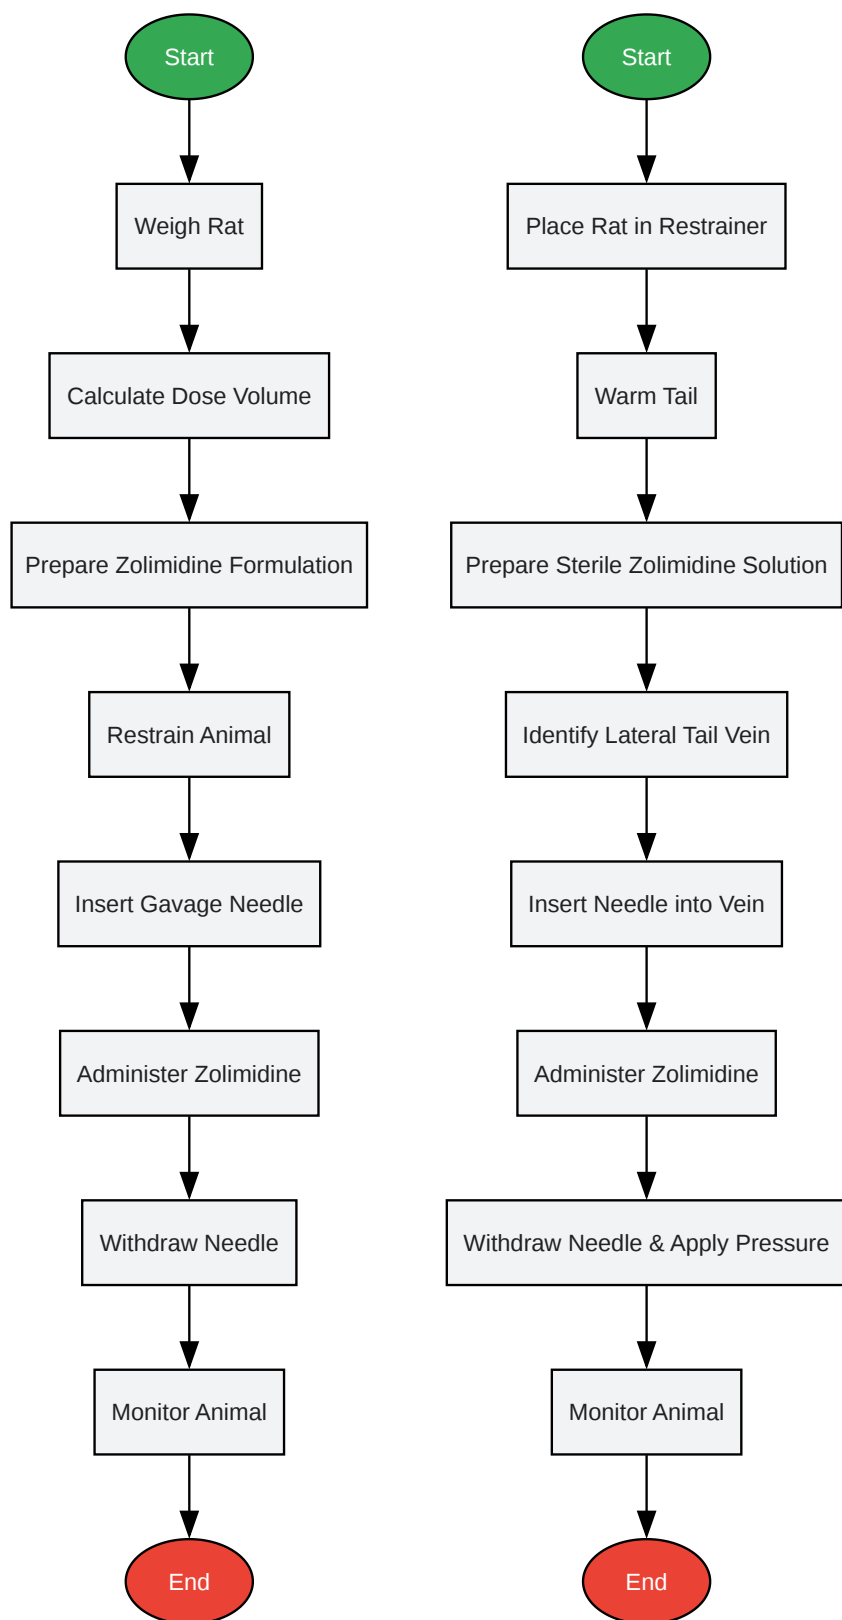 Start
Weigh Rat
Calculate Dose Volume
Prepare Zolimidine Formulation
Restrain Animal
Insert Gavage Needle
Administer Zolimidine
Withdraw Needle
Monitor Animal
End
Start
Place Rat in Restrainer
Warm Tail
Prepare Sterile Zolimidine Solution
Identify Lateral Tail Vein
Insert Needle into Vein
Administer Zolimidine
Withdraw Needle & Apply Pressure
Monitor Animal
End